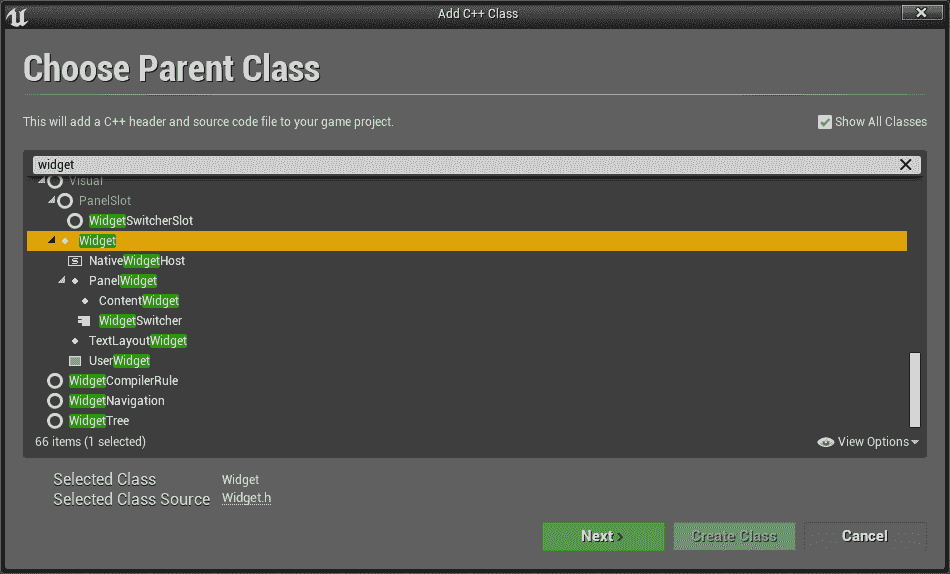 Add C++ Class
Choose Parent Class
This will add a C++ header and source code file to your game project.
Show All Classes
widget
Visual
PanelSlot
WidgetSwitcherSlot
Widget
NativeWidgetHost
PanelWidget
ContentWidget
WidgetSwitcher
TextLayoutWidget
UserWidget
WidgetCompilerRule
WidgetNavigation
WidgetTree
66 items (1 selected)
View Options
Selected Class Widget
Selected Class Source Widget.h
Next
Create Class
Cancel